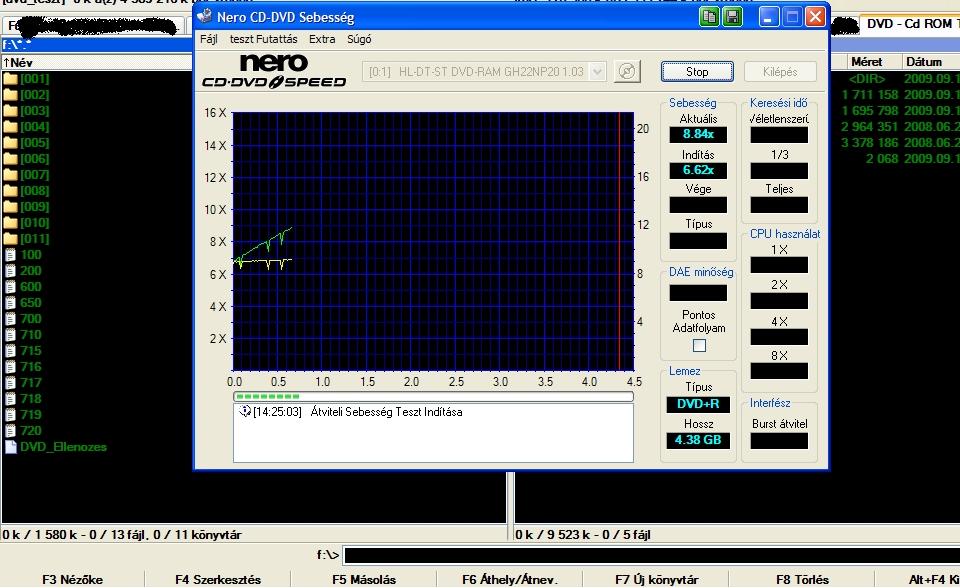 Nero CD-DVD Sebesség
DVD - Cd ROM T
Fájl teszt Futattás Extra Súgó
f:\*.*
nero
CD·DVD SPEED
[0:1] HL-DT-ST DVD-RAM GH22NP20 1.03
Stop
Kilépés
↑Név
Méret Dátum
[001]
[002]
[003]
[004]
[005]
[006]
[007]
[008]
[009]
[010]
[011]
100
200
600
650
700
710
715
716
717
718
719
720
DVD_Ellenozes
<DIR> 2009.09.1
1 711 158 2009.09.1
1 695 798 2009.09.1
2 964 351 2008.06.2
3 378 186 2008.06.2
2 068 2009.09.1
16 X
14 X
12 X
10 X
8 X
6 X
4 X
2 X
20
16
12
8
4
0.0 0.5 1.0 1.5 2.0 2.5 3.0 3.5 4.0 4.5
[14:25:03] Átviteli Sebesség Teszt Indítása
Sebesség
Aktuális
8.84x
Indítás
6.62x
Vége
Típus
DAE minőség
Pontos
Adatfolyam
Lemez
Típus
DVD+R
Hossz
4.38 GB
Keresési idő
Véletlenszerű
1/3
Teljes
CPU használat
1 X
2 X
4 X
8 X
Interfész
Burst átvitel
0 k / 1 580 k - 0 / 13 fájl, 0 / 11 könyvtár
0 k / 9 523 k - 0 / 5 fájl
f:\>
F3 Nézőke F4 Szerkesztés F5 Másolás F6 Áthely/Átnev. F7 Új könyvtár F8 Törlés Alt+F4 K